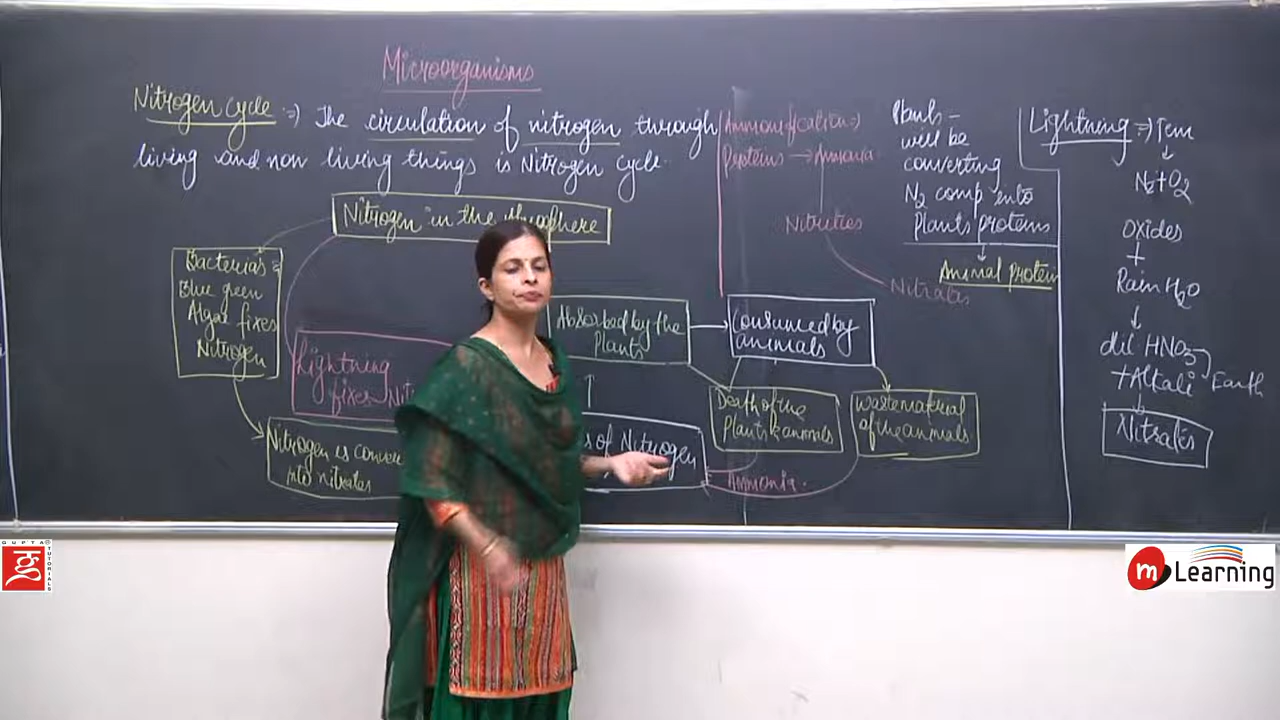 Microorganisms
Nitrogen cycle :) The circulation of nitrogen through
living and non living things is Nitrogen cycle.
Nitrogen in the
Bacterias
Blue green
Algae fixes
Nitrogen
Lightning
fixes
Nitrogen is
into nitrates
Absorbed by the
Plants
of Nitrogen
Consumed by
animals
Death of the
Plants & animals
Waste material
of the animals.
Ammonia.
Ammonification :)
Proteins → Ammonia.
Nitrates
Plants -
will be
converting
N2 comp into
Plants proteins
Animal protein
Lightning :)
N2+O2
Oxides
+
Rain H2O
dil HNO3
+Alkali
Earth
Nitrates
GUPTA
TUTORIALS
m Learning